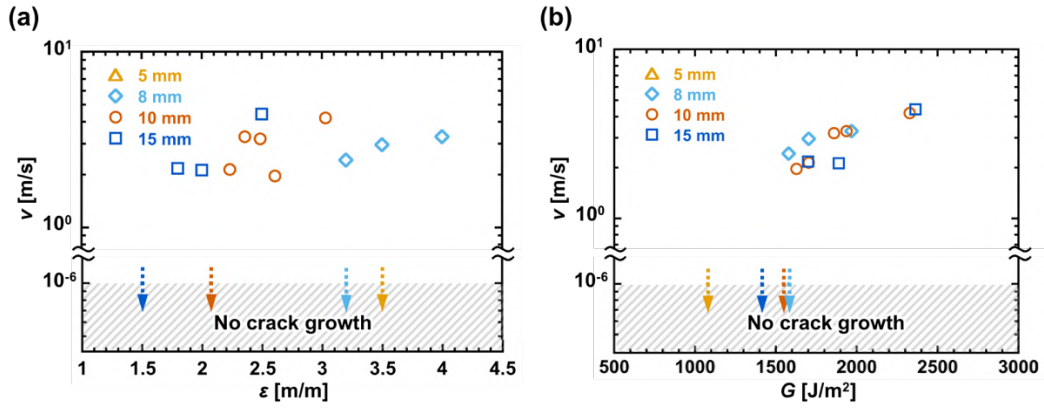 (a)
10¹
5 mm
8 mm
10 mm
15 mm
v [m/s]
10⁰
10⁻⁶
No crack growth
1 1.5 2 2.5 3 3.5 4 4.5
ε [m/m]
(b)
10¹
5 mm
8 mm
10 mm
15 mm
v [m/s]
10⁰
10⁻⁶
No crack growth
500 1000 1500 2000 2500 3000
G [J/m²]